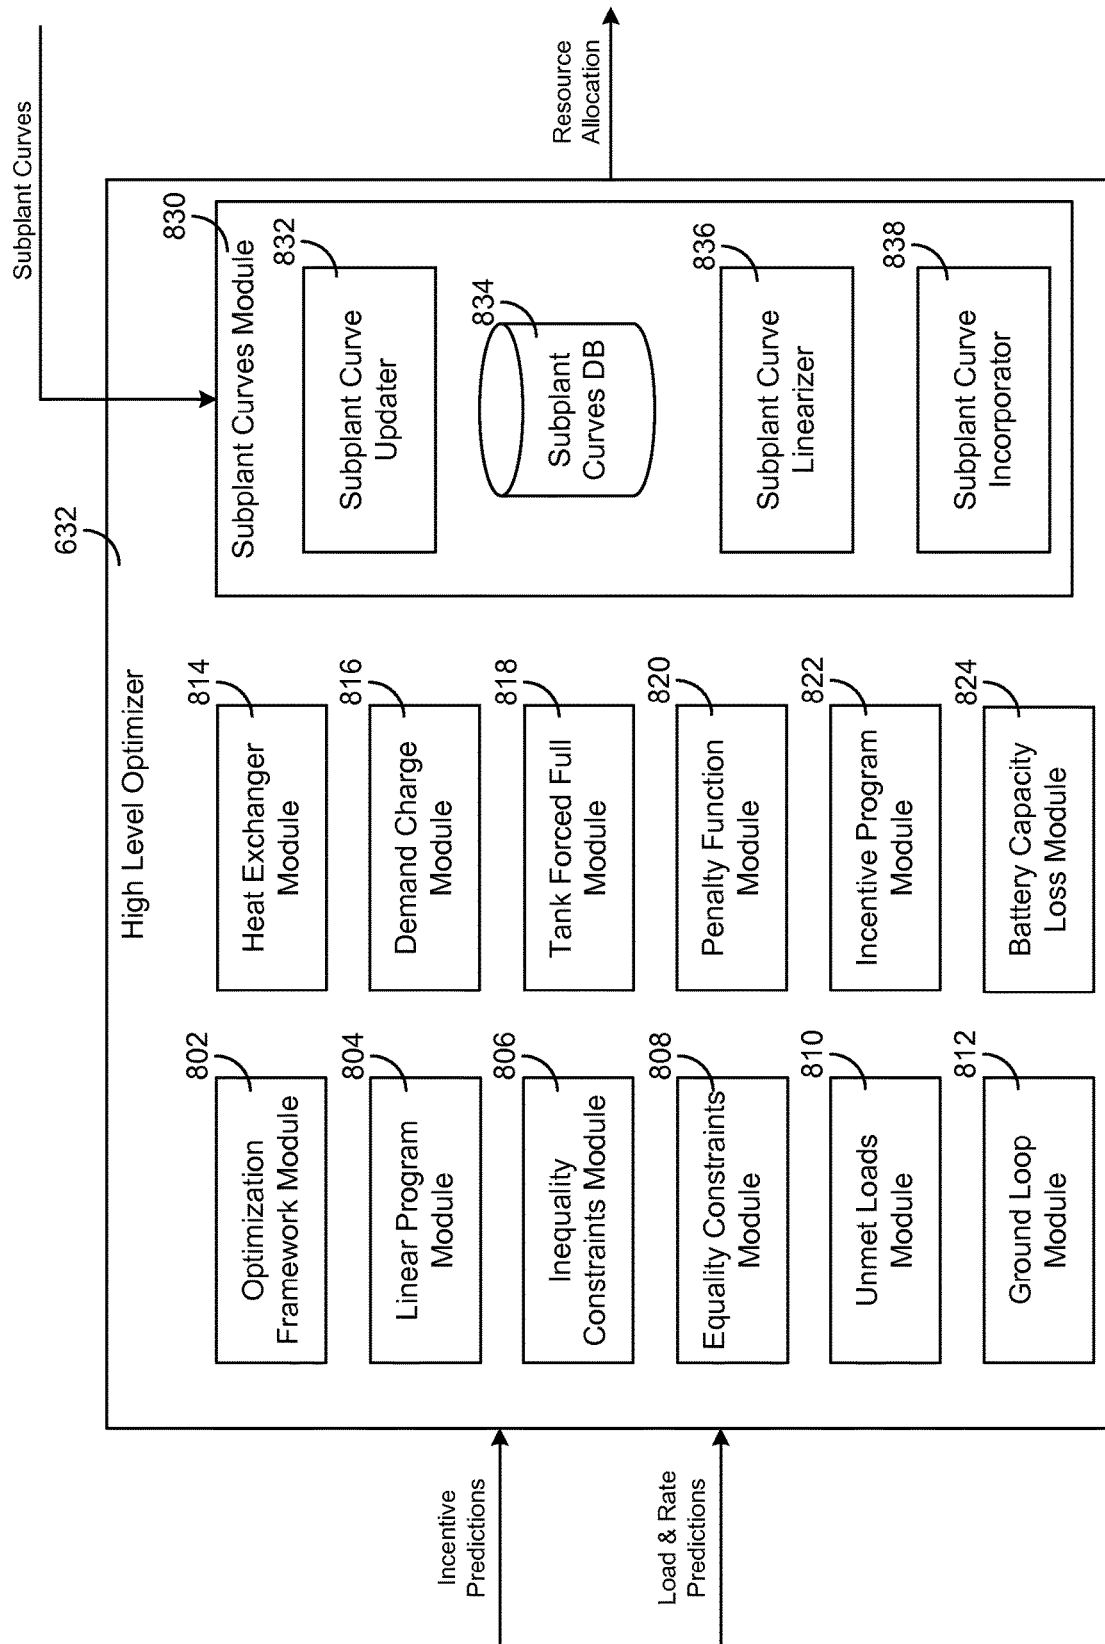 Subplant Curves
High Level Optimizer
632
Incentive
Predictions
Load & Rate
Predictions
Resource
Allocation
802
Optimization
Framework Module
804
Linear Program
Module
806
Inequality
Constraints Module
808
Equality Constraints
Module
810
Unmet Loads
Module
812
Ground Loop
Module
814
Heat Exchanger
Module
816
Demand Charge
Module
818
Tank Forced Full
Module
820
Penalty Function
Module
822
Incentive Program
Module
824
Battery Capacity
Loss Module
830
Subplant Curves Module
832
Subplant Curve
Updater
834
Subplant
Curves DB
836
Subplant Curve
Linearizer
838
Subplant Curve
Incorporator